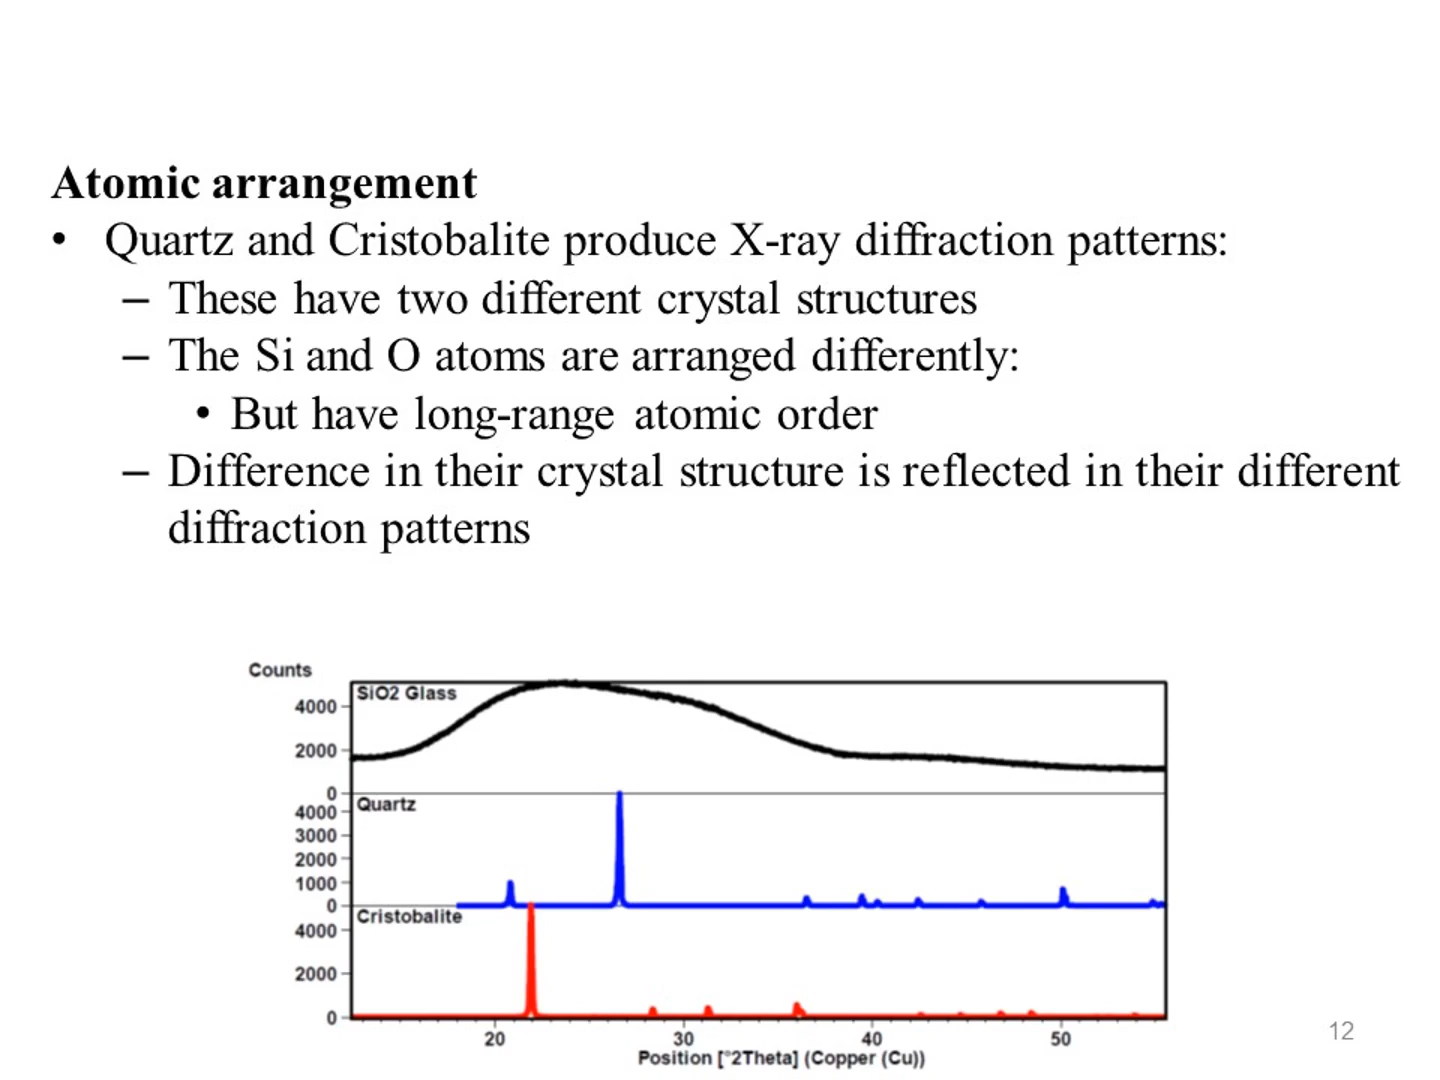 Atomic arrangement
• Quartz and Cristobalite produce X-ray diffraction patterns:
– These have two different crystal structures
– The Si and O atoms are arranged differently:
• But have long-range atomic order
– Difference in their crystal structure is reflected in their different
diffraction patterns
Counts
SiO2 Glass
4000
2000
0
Quartz
4000
3000
2000
1000
0
Cristobalite
4000
2000
0
20 30 40 50
Position [°2Theta] (Copper (Cu))
12